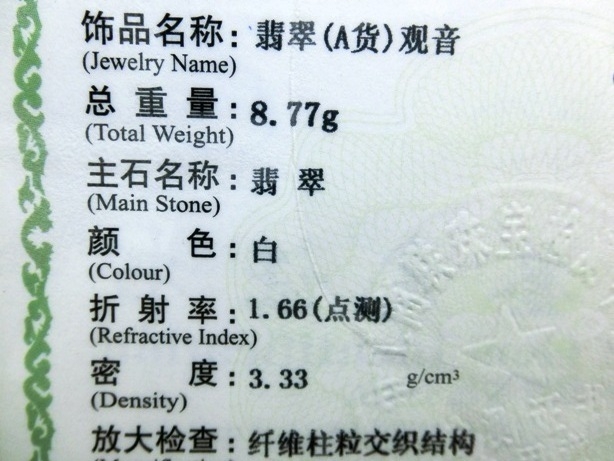 饰品名称：翡翠(A货)观音
(Jewelry Name)
总重量：8.77g
(Total Weight)
主石名称：翡翠
(Main Stone)
颜色：白
(Colour)
折射率：1.66(点测)
(Refractive Index)
密度：3.33 g/cm³
(Density)
放大检查：纤维柱粒交织结构